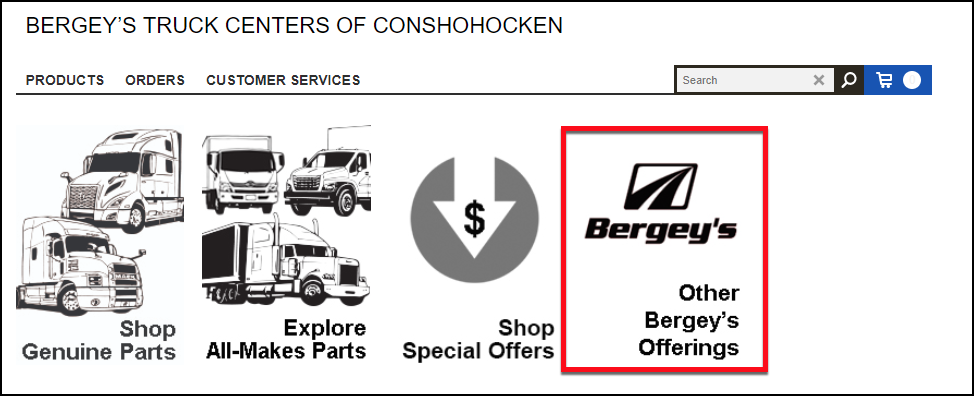 BERGEY'S TRUCK CENTERS OF CONSHOHOCKEN
PRODUCTS ORDERS CUSTOMER SERVICES
Search
MACK
Shop
Genuine Parts
Explore
All-Makes Parts
$
Shop
Special Offers
Bergey's
Other
Bergey's
Offerings